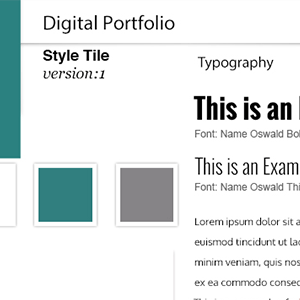 Digital Portfolio
Style Tile
version:1
Typography
This is an
Font: Name Oswald Bol
This is an Exam
Font: Name Oswald Thi
Lorem ipsum dolor sit
euismod tincidunt ut la
minim veniam, quis nos
ex ea commodo conseq